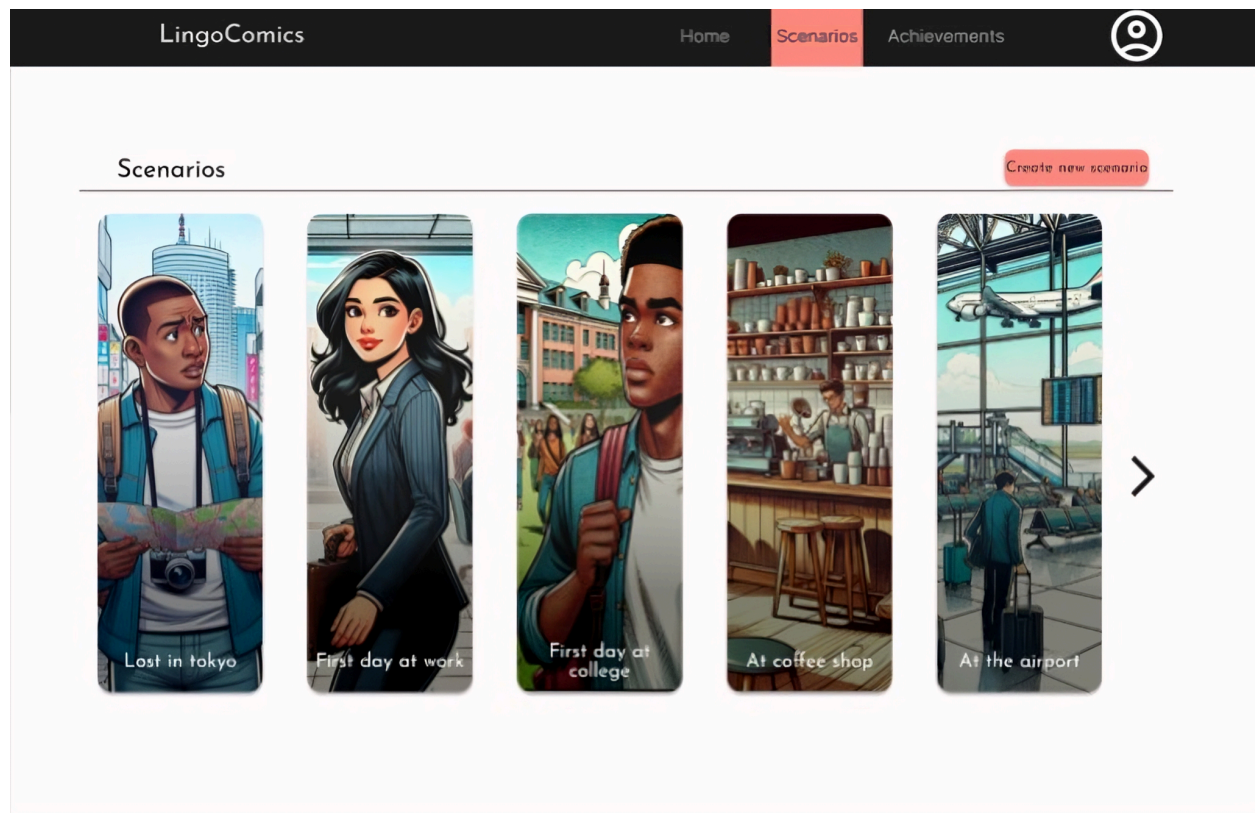 LingoComics
Home
Scenarios
Achievements
Scenarios
Create new scenario
Lost in tokyo
First day at work
First day at
college
At coffee shop
At the airport